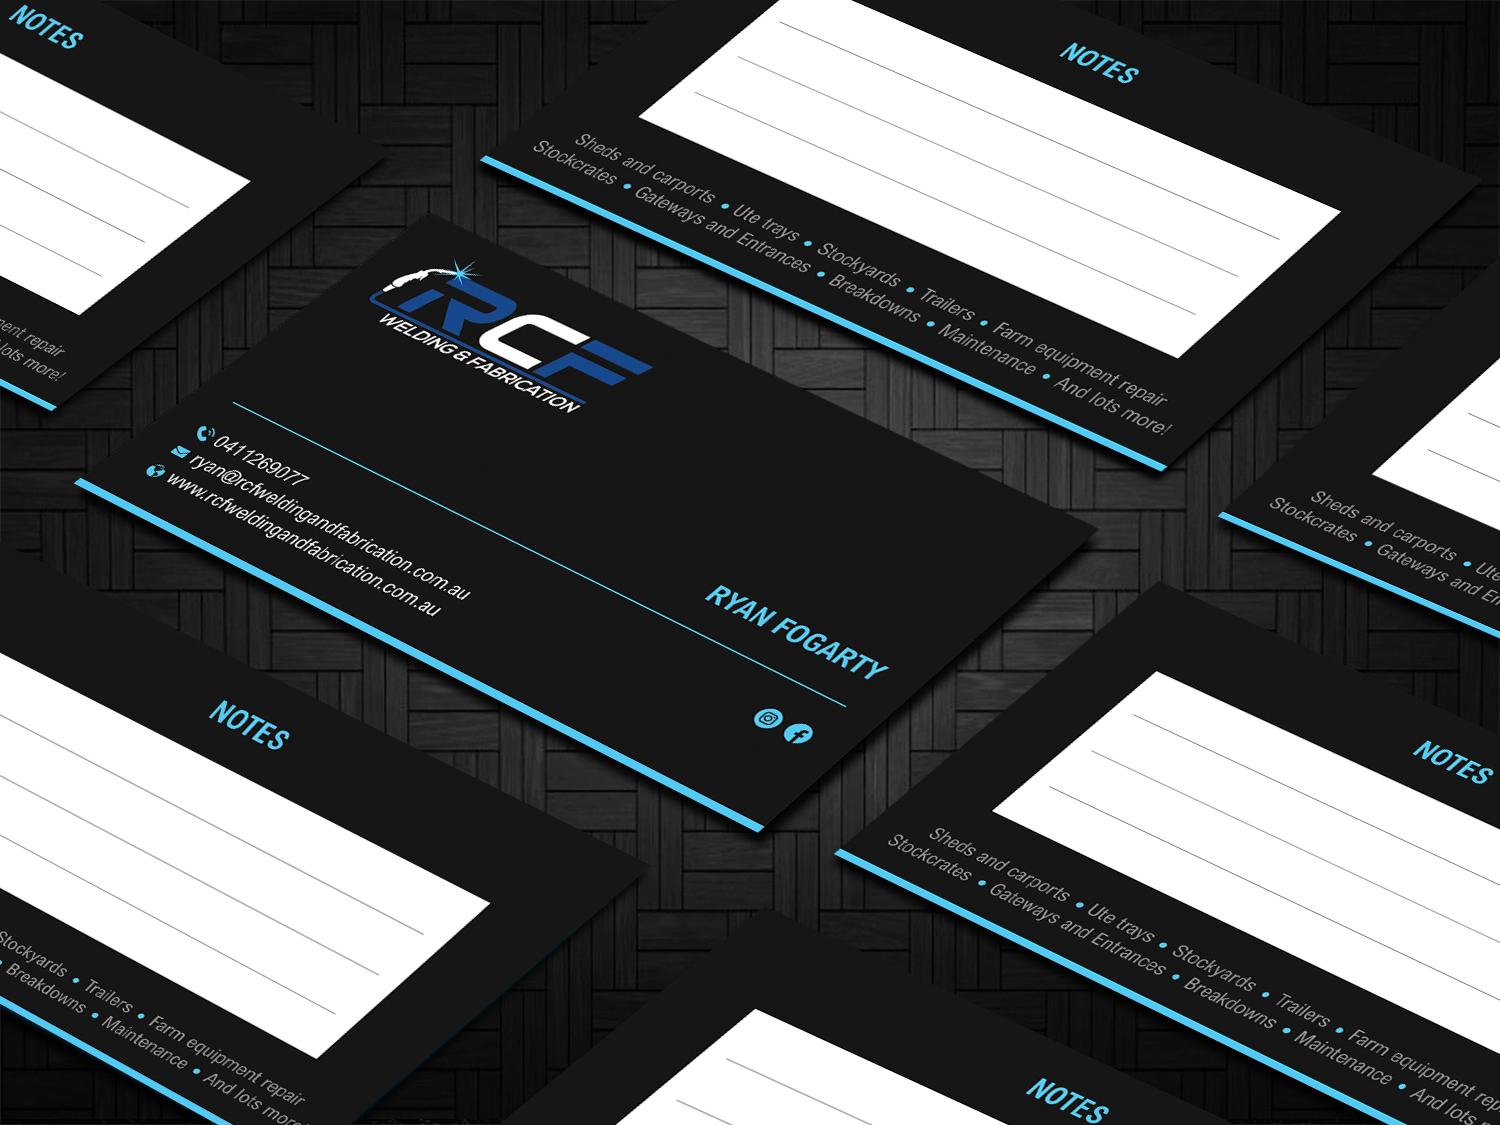 NOTES
ent repair
lots more!
NOTES
Sheds and carports • Ute trays • Stockyards • Trailers • Farm equipment repair
Stockcrates • Gateways and Entrances • Breakdowns • Maintenance • And lots more!
RCF
WELDING & FABRICATION
RYAN FOGARTY
0411269077
ryan@rcfweldingandfabrication.com.au
www.rcfweldingandfabrication.com.au
Sheds and carports • Ute
Stockcrates • Gateways and En
NOTES
Stockyards • Trailers • Farm equipment repair
• Breakdowns • Maintenance • And lots more
NOTES
Sheds and carports • Ute trays • Stockyards • Trailers • Farm equipment rep
Stockcrates • Gateways and Entrances • Breakdowns • Maintenance • And lots
NOTES